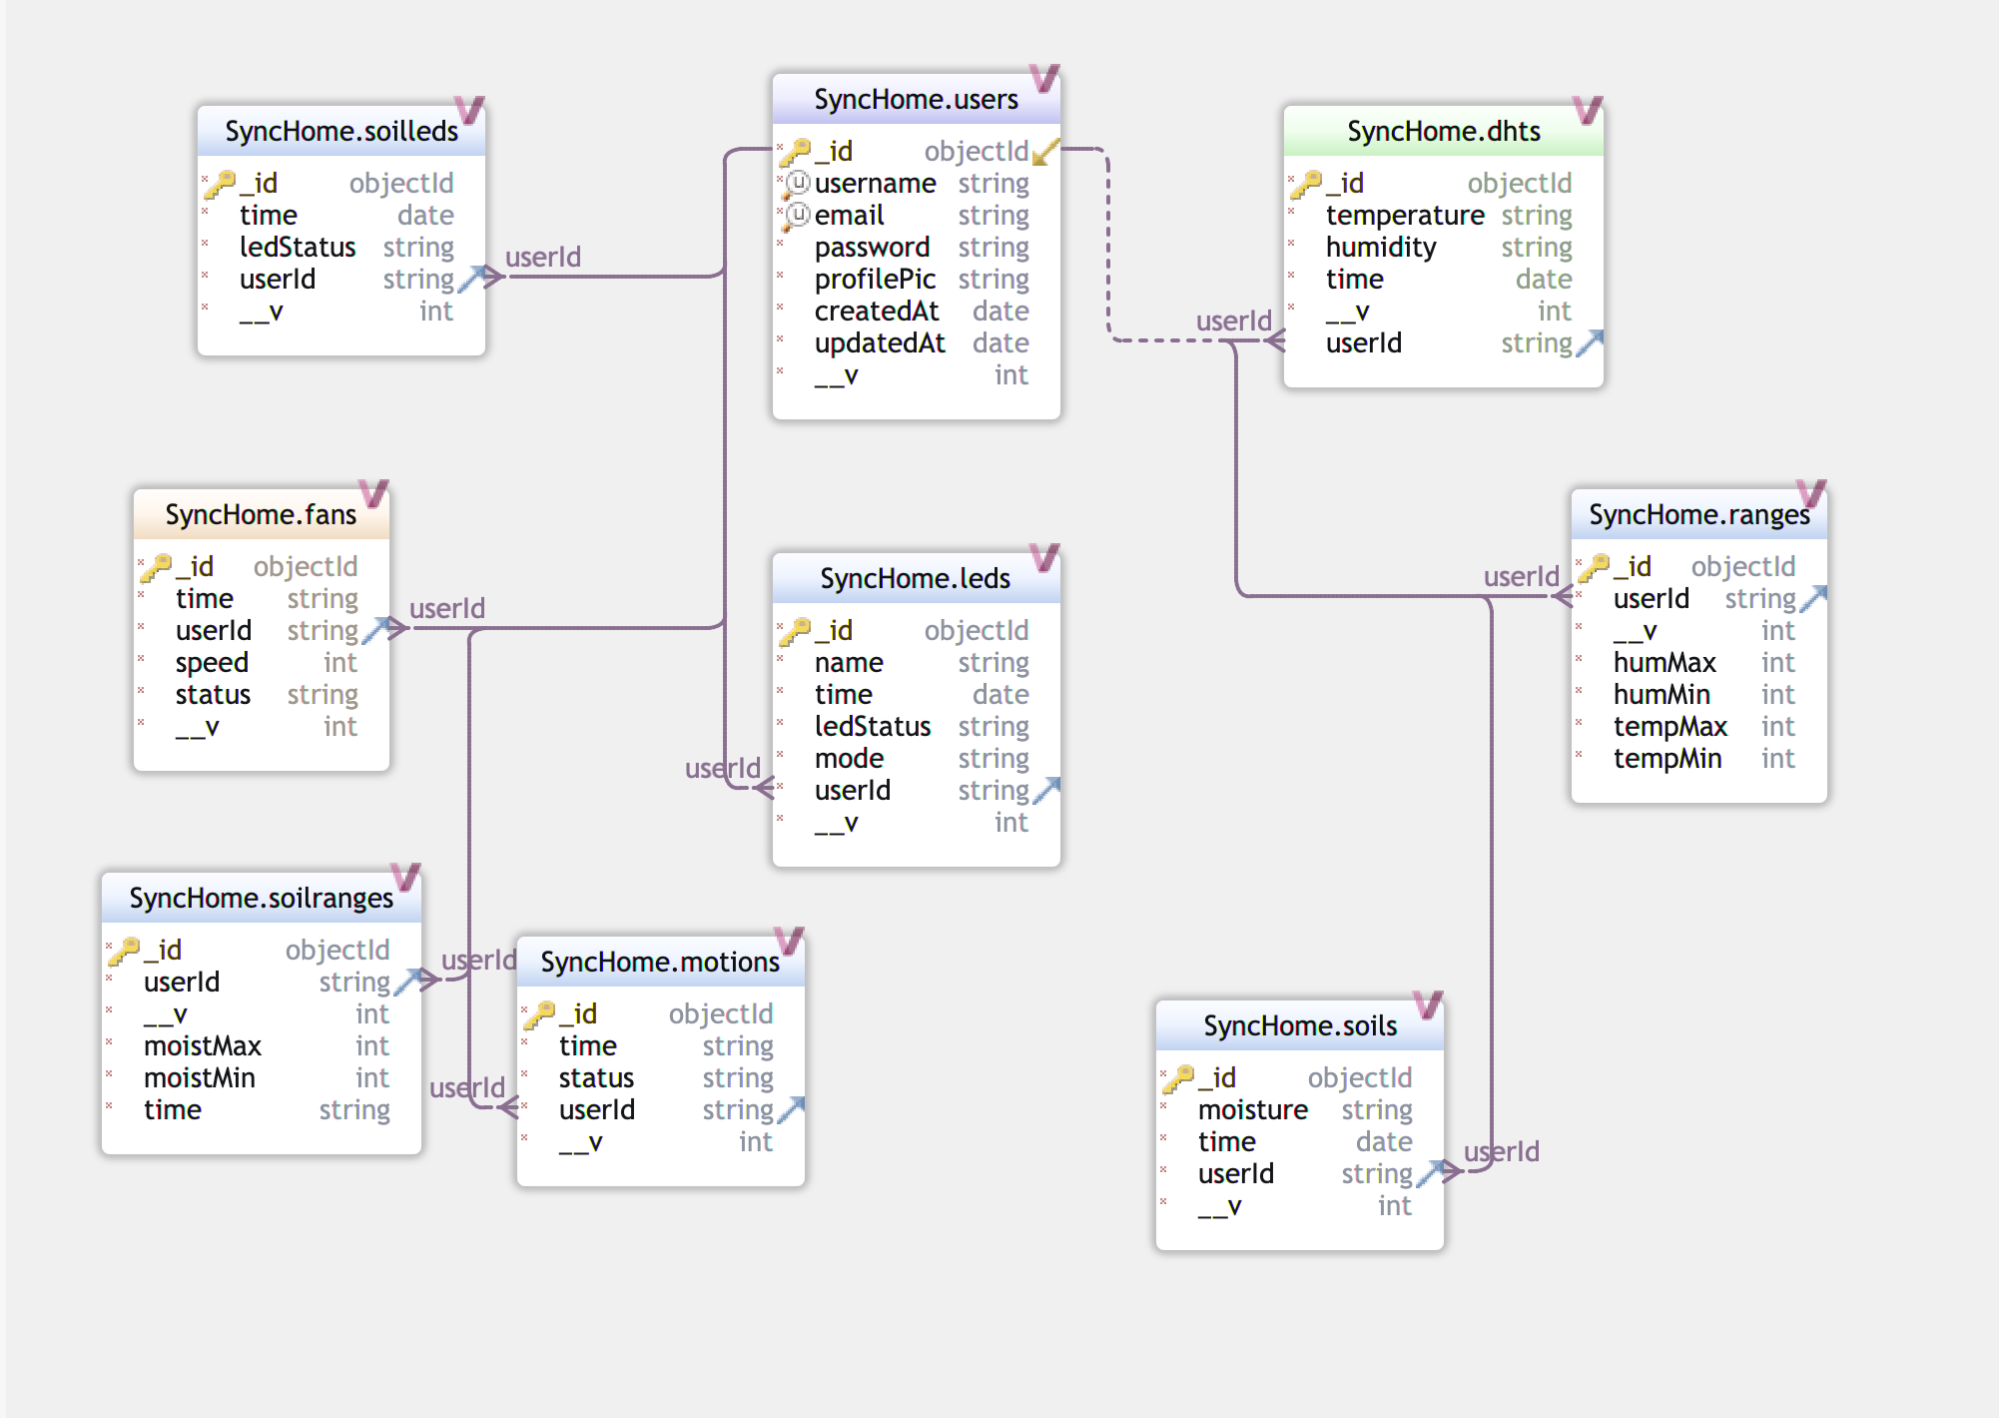 SyncHome.users
_id objectId
username string
email string
password string
profilePic string
createdAt date
updatedAt date
__v int
SyncHome.soilleds
_id objectId
time date
ledStatus string
userId string
__v int
userId
SyncHome.dhts
_id objectId
temperature string
humidity string
time date
__v int
userId string
userId
SyncHome.fans
_id objectId
time string
userId string
speed int
status string
__v int
userId
SyncHome.leds
_id objectId
name string
time date
ledStatus string
mode string
userId string
__v int
userId
SyncHome.ranges
_id objectId
userId string
__v int
humMax int
humMin int
tempMax int
tempMin int
userId
SyncHome.soilranges
_id objectId
userId string
__v int
moistMax int
moistMin int
time string
userId
SyncHome.motions
_id objectId
time string
status string
userId string
__v int
userId
SyncHome.soils
_id objectId
moisture string
time date
userId string
__v int
userId